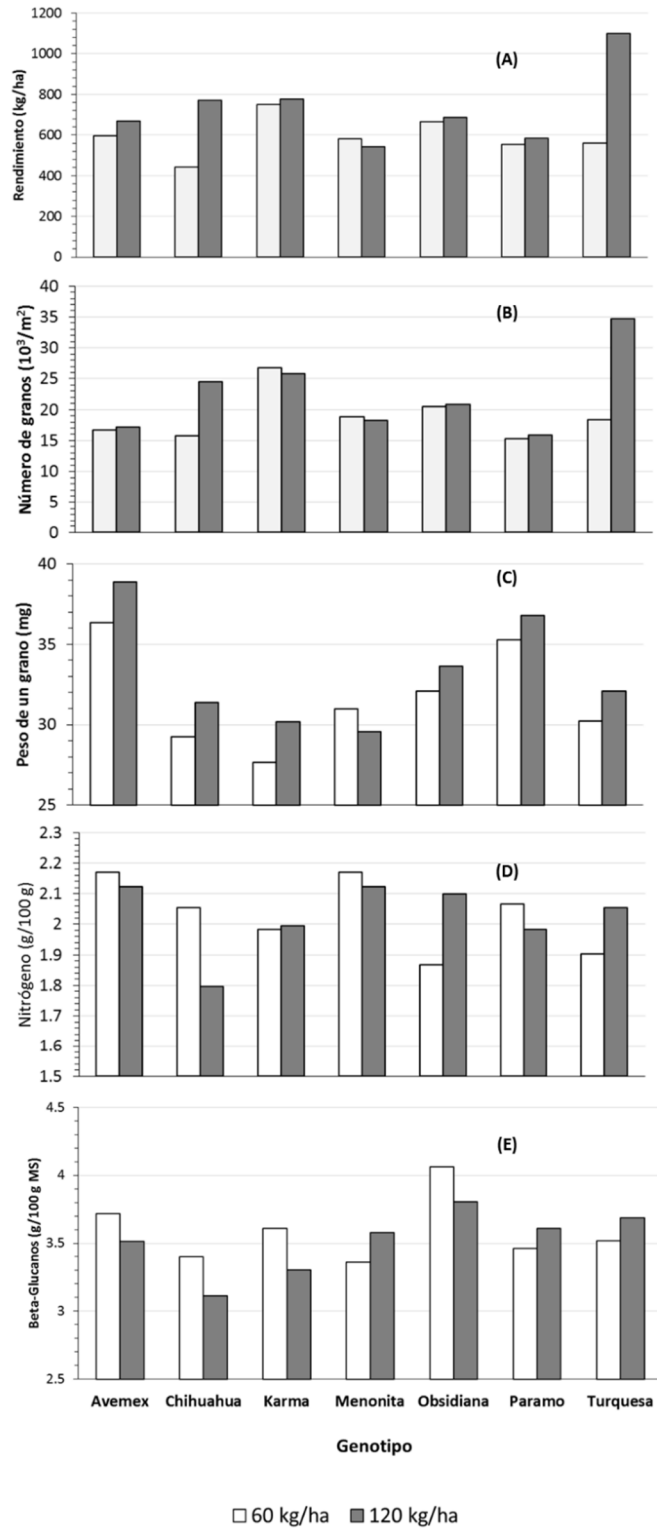 (A)
Rendimiento (kg/ha)
1200
1000
800
600
400
200
0
(B)
Número de granos (10³/m²)
40
35
30
25
20
15
10
5
0
(C)
Peso de un grano (mg)
40
35
30
25
(D)
Nitrógeno (g/100 g)
2.3
2.2
2.1
2
1.9
1.8
1.7
1.6
1.5
(E)
Beta-Glucanos (g/100 g MS)
4.5
4
3.5
3
2.5
Avemex Chihuahua Karma Menonita Obsidiana Paramo Turquesa
Genotipo
60 kg/ha 120 kg/ha